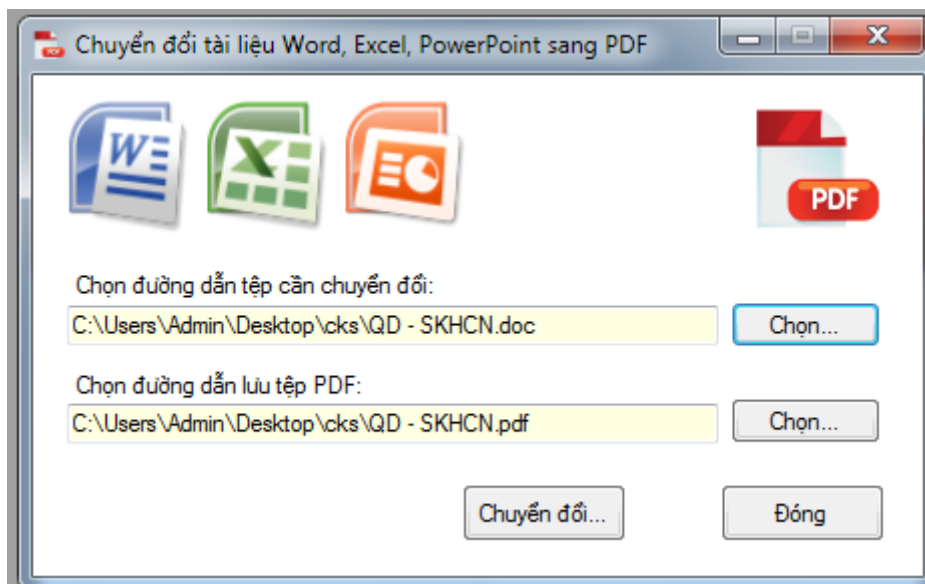 Chuyển đổi tài liệu Word, Excel, PowerPoint sang PDF
PDF
Chọn đường dẫn tệp cần chuyển đổi:
C:\Users\Admin\Desktop\cks\QD - SKHCN.doc
Chọn...
Chọn đường dẫn lưu tệp PDF:
C:\Users\Admin\Desktop\cks\QD - SKHCN.pdf
Chọn...
Chuyển đổi...
Đóng